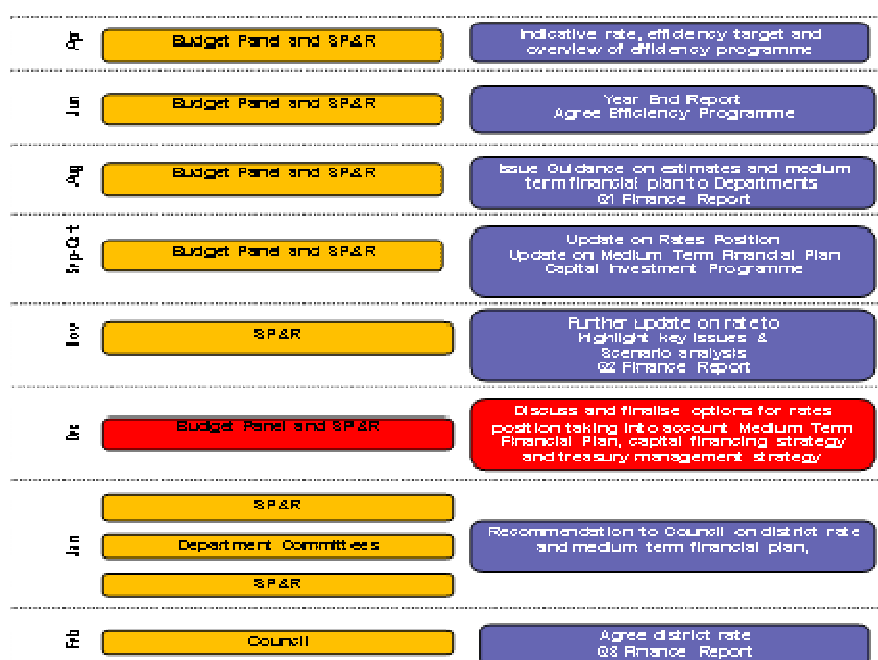 Apr
Budget Panel and SP&R
Indicative rate, efficiency target and
overview of efficiency programme
Jun
Budget Panel and SP&R
Year End Report
Agree Efficiency Programme
Aug
Budget Panel and SP&R
Issue Guidance on estimates and medium
term financial plan to Departments
Q1 Finance Report
Sep-Oct
Budget Panel and SP&R
Update on Rates Position
Update on Medium Term Financial Plan
Capital Investment Programme
Nov
SP&R
Further update on rate to
Highlight key issues &
Scenario analysis
Q2 Finance Report
Dec
Budget Panel and SP&R
Discuss and finalise options for rates
position taking into account Medium Term
Financial Plan, capital financing strategy
and treasury management strategy
Jan
SP&R
Department Committees
SP&R
Recommendation to Council on district rate
and medium term financial plan,
Feb
Council
Agree district rate
Q3 Finance Report